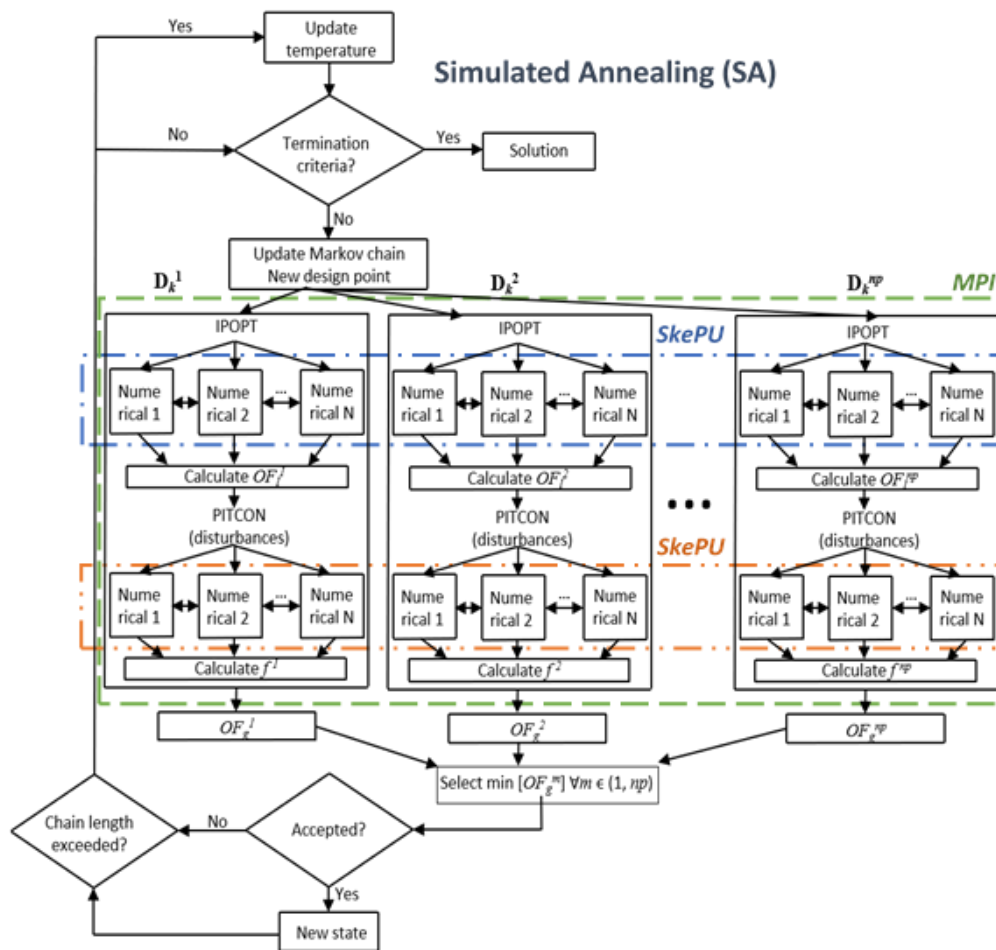 Yes
Update
temperature
Simulated Annealing (SA)
No
Termination
criteria?
Yes
Solution
No
Update Markov chain
New design point
D_k^1
D_k^2
D_k^np
MPI
IPOPT
SkePU
IPOPT
IPOPT
Nume
rical 1
Nume
rical 2
...
Nume
rical N
Nume
rical 1
Nume
rical 2
...
Nume
rical N
Nume
rical 1
Nume
rical 2
...
Nume
rical N
Calculate OF_l^1
Calculate OF_l^2
Calculate OF_l^np
PITCON
(disturbances)
PITCON
(disturbances)
...
SkePU
PITCON
(disturbances)
Nume
rical 1
Nume
rical 2
...
Nume
rical N
Nume
rical 1
Nume
rical 2
...
Nume
rical N
Nume
rical 1
Nume
rical 2
...
Nume
rical N
Calculate f^1
Calculate f^2
Calculate f^np
OF_g^1
OF_g^2
OF_g^np
Select min [OF_g^m] ∀m ∈ (1, np)
Chain length
exceeded?
No
Accepted?
Yes
New state